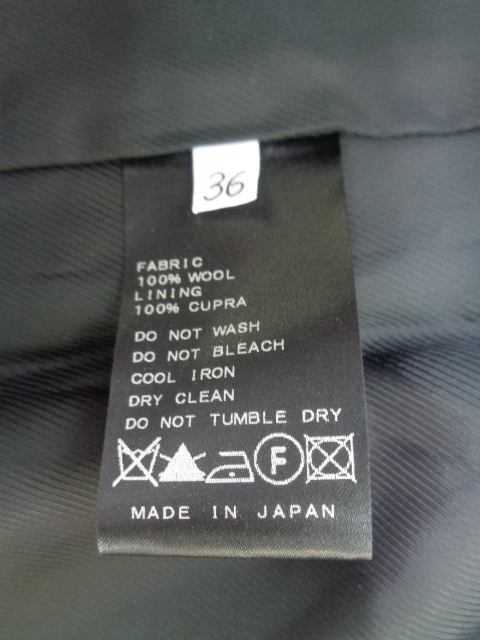 36
FABRIC
100% WOOL
LINING
100% CUPRA
DO NOT WASH
DO NOT BLEACH
COOL IRON
DRY CLEAN
DO NOT TUMBLE DRY
F
MADE IN JAPAN